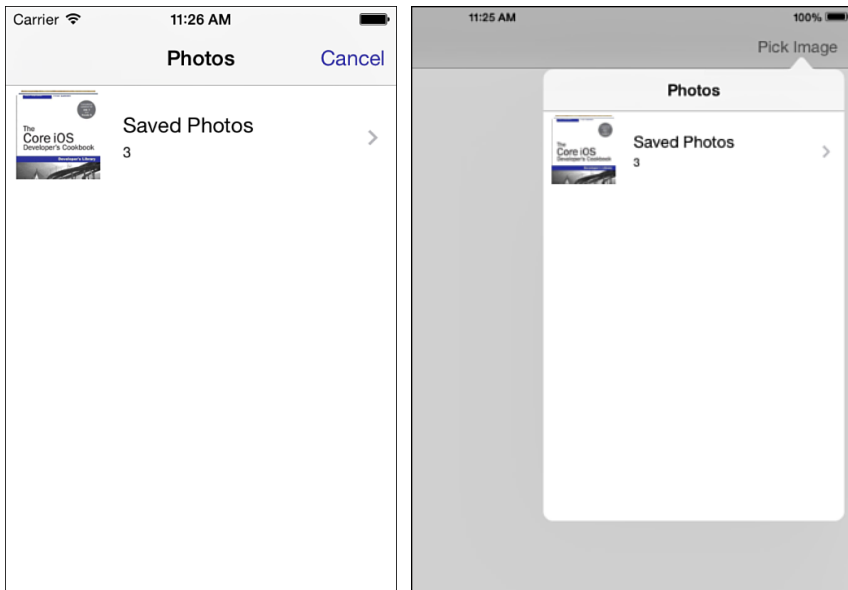 Carrier 11:26 AM
Photos Cancel
The
Core iOS
Developer's Cookbook
Developer's Library
Saved Photos
3
11:25 AM 100%
Pick Image
Photos
The
Core iOS
Developer's Cookbook
Developer's Library
Saved Photos
3